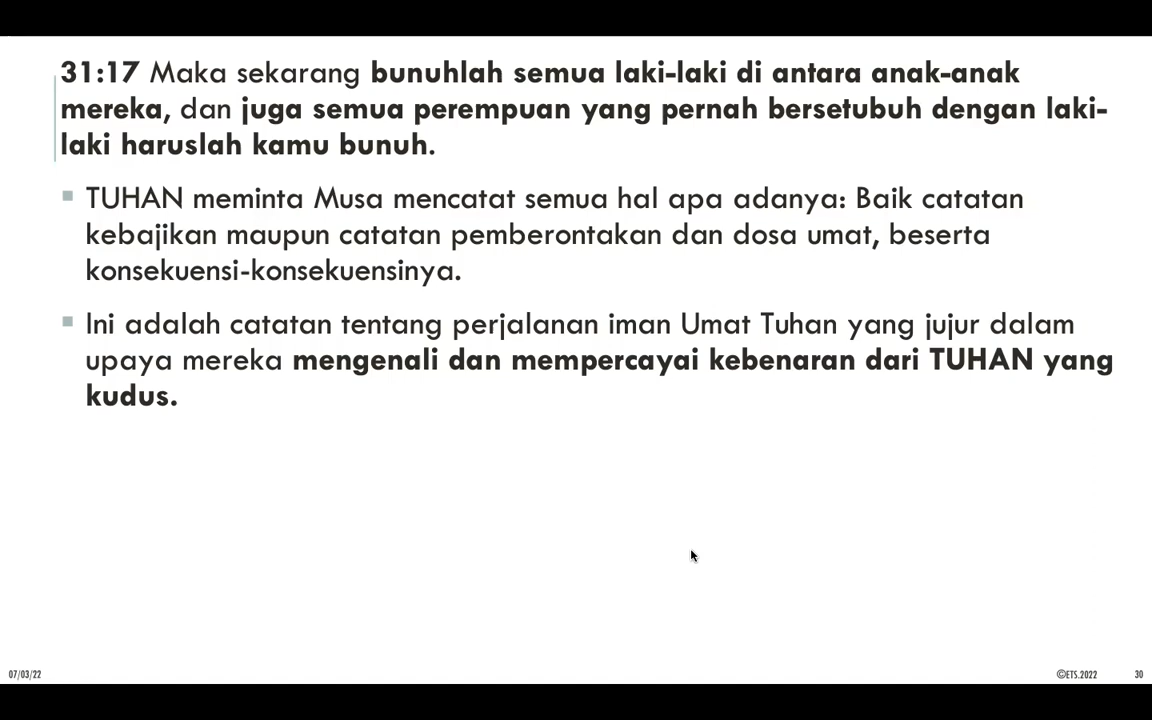 31:17 Maka sekarang bunuhlah semua laki-laki di antara anak-anak
mereka, dan juga semua perempuan yang pernah bersetubuh dengan laki-
laki haruslah kamu bunuh.
TUHAN meminta Musa mencatat semua hal apa adanya: Baik catatan
kebajikan maupun catatan pemberontakan dan dosa umat, beserta
konsekuensi-konsekuensinya.
Ini adalah catatan tentang perjalanan iman Umat Tuhan yang jujur dalam
upaya mereka mengenali dan mempercayai kebenaran dari TUHAN yang
kudus.
07/03/22
©ETS.2022
30